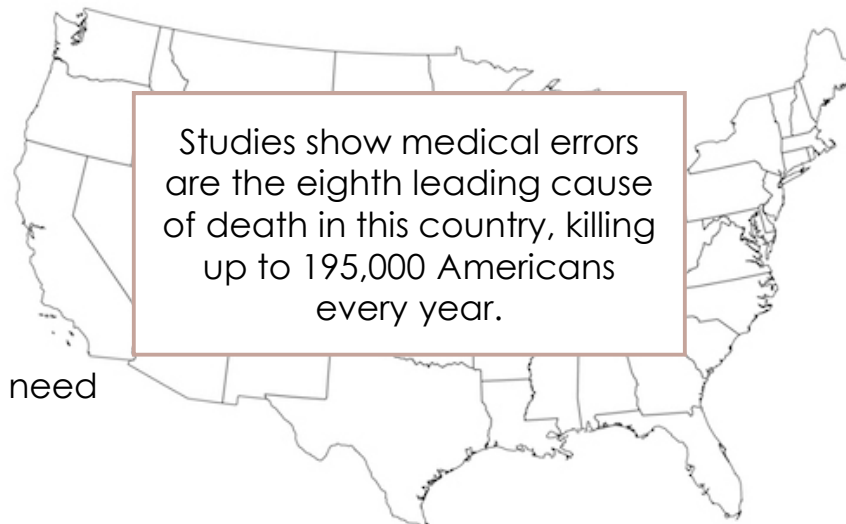 Studies show medical errors
are the eighth leading cause
of death in this country, killing
up to 195,000 Americans
every year.
need